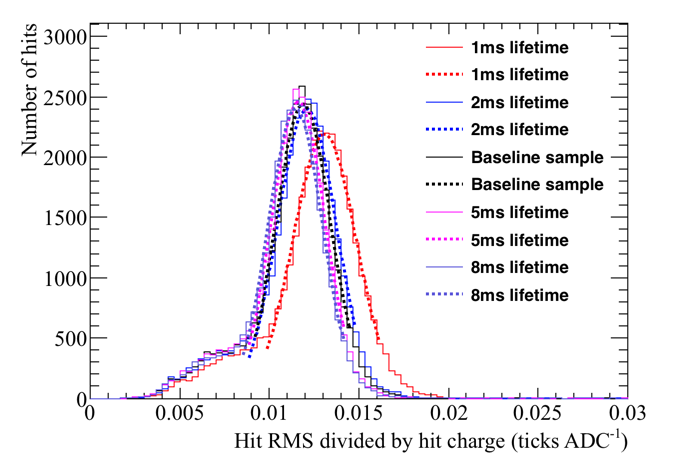 Number of hits
3000
2500
2000
1500
1000
500
0
1ms lifetime
1ms lifetime
2ms lifetime
2ms lifetime
Baseline sample
Baseline sample
5ms lifetime
5ms lifetime
8ms lifetime
8ms lifetime
0 0.005 0.01 0.015 0.02 0.025 0.03
Hit RMS divided by hit charge (ticks ADC⁻¹)